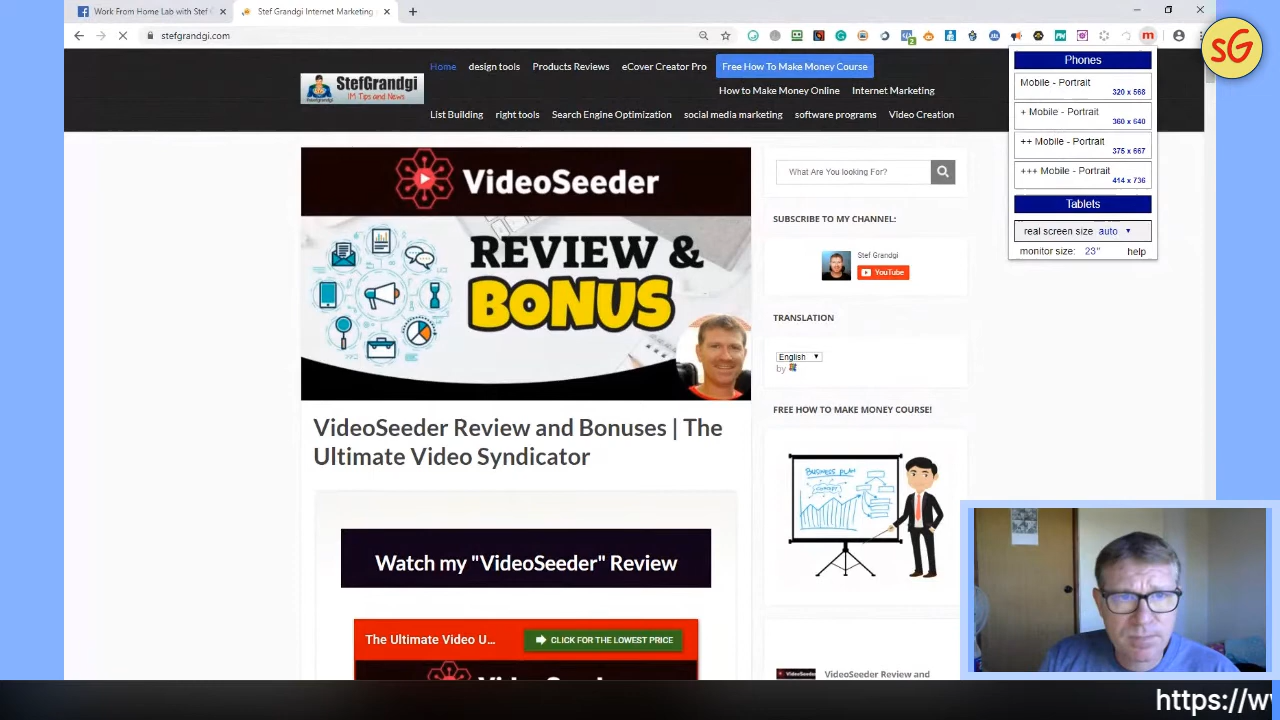 Work From Home Lab with Stef
Stef Grandgi Internet Marketing
stefgrandgi.com
sG
StefGrandgi
IM Tips and News
Home
design tools
Products Reviews
eCover Creator Pro
Free How To Make Money Course
How to Make Money Online
Internet Marketing
List Building
right tools
Search Engine Optimization
social media marketing
software programs
Video Creation
Phones
Mobile - Portrait
320 x 568
+ Mobile - Portrait
360 x 640
++ Mobile - Portrait
375 x 667
+++ Mobile - Portrait
414 x 736
Tablets
real screen size auto
monitor size: 23" help
VideoSeeder
REVIEW &
BONUS
VideoSeeder Review and Bonuses | The
Ultimate Video Syndicator
Watch my "VideoSeeder" Review
The Ultimate Video U...
CLICK FOR THE LOWEST PRICE
What Are You looking For?
SUBSCRIBE TO MY CHANNEL:
Stef Grandgi
YouTube
TRANSLATION
English
by
FREE HOW TO MAKE MONEY COURSE!
BUSINESS PLAN
VideoSeeder Review and
https://w